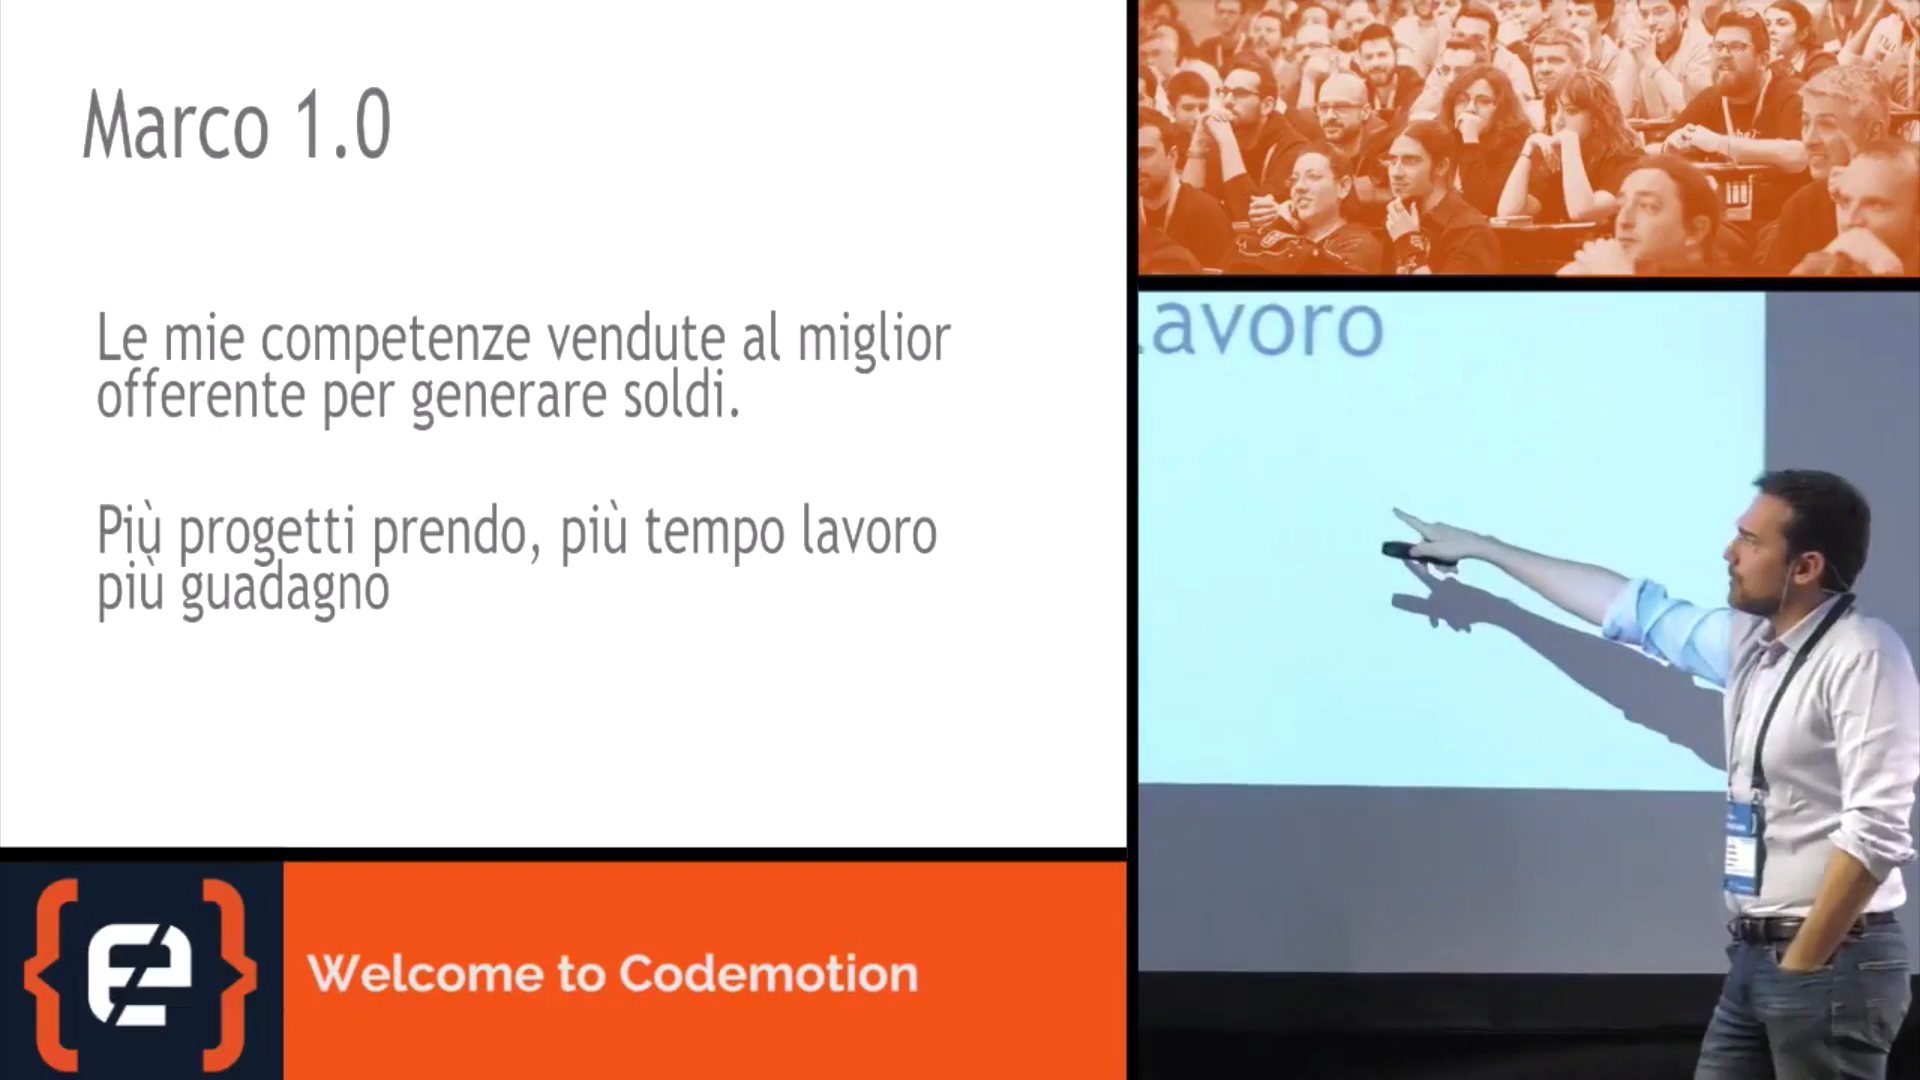 Marco 1.0
Le mie competenze vendute al miglior
offerente per generare soldi.
Più progetti prendo, più tempo lavoro
più guadagno
Welcome to Codemotion
lavoro